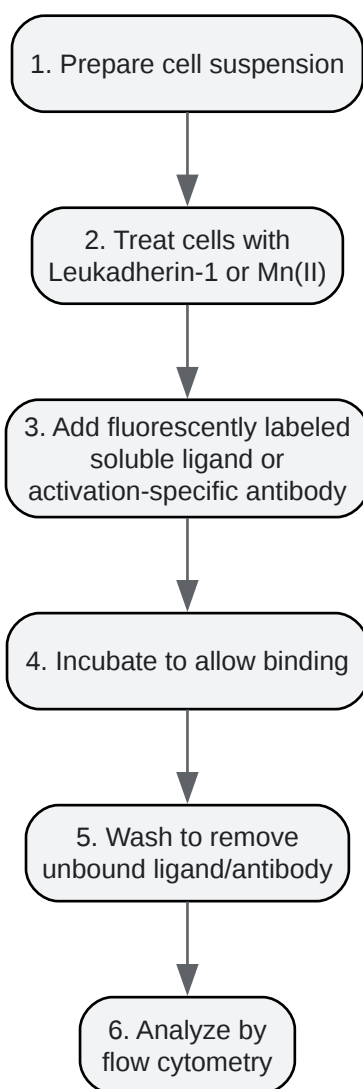 1. Prepare cell suspension
2. Treat cells with
Leukadherin-1 or Mn(II)
3. Add fluorescently labeled
soluble ligand or
activation-specific antibody
4. Incubate to allow binding
5. Wash to remove
unbound ligand/antibody
6. Analyze by
flow cytometry